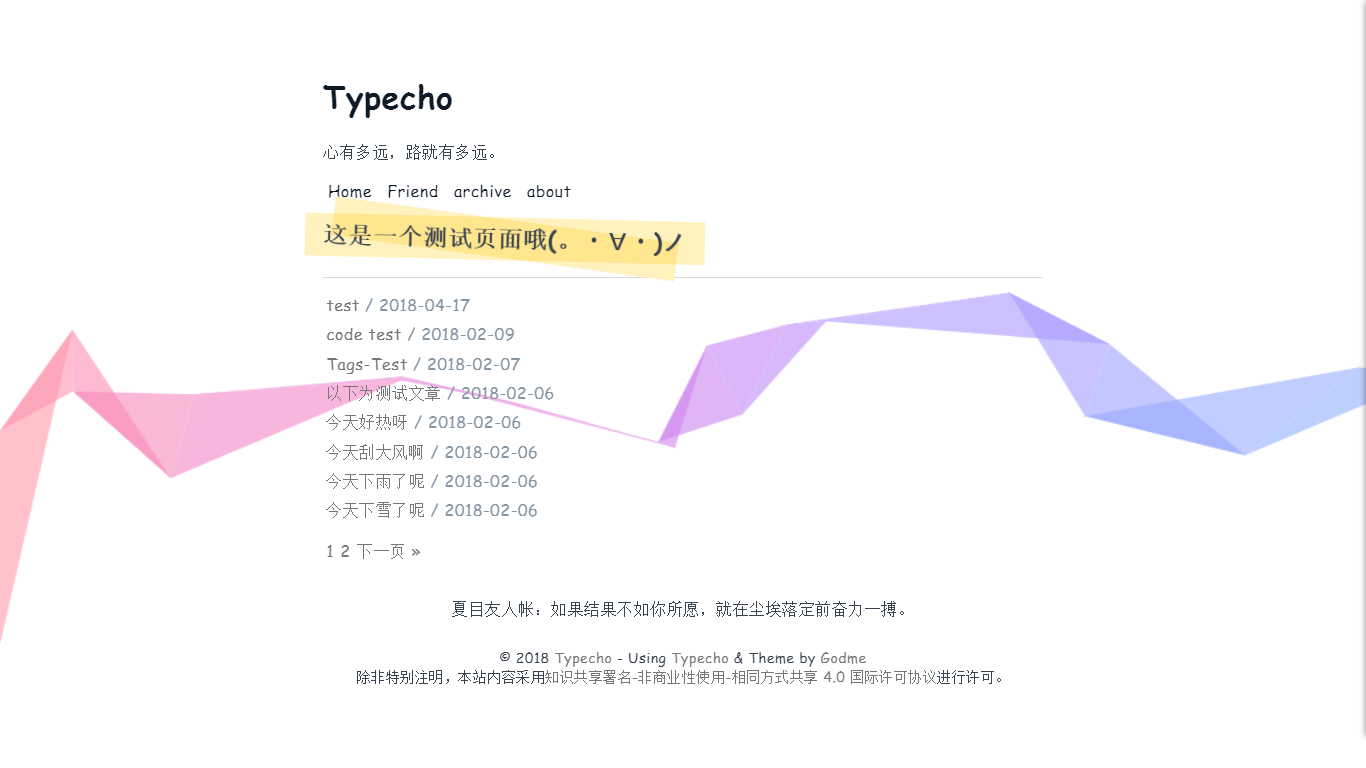 Typecho
心有多远，路就有多远。
Home Friend archive about
这是一个测试页面哦(。・∀・)ノ
test / 2018-04-17
code test / 2018-02-09
Tags-Test / 2018-02-07
以下为测试文章 / 2018-02-06
今天好热呀 / 2018-02-06
今天刮大风啊 / 2018-02-06
今天下雨了呢 / 2018-02-06
今天下雪了呢 / 2018-02-06
1 2 下一页 »
夏目友人帐：如果结果不如你所愿，就在尘埃落定前奋力一搏。
© 2018 Typecho - Using Typecho & Theme by Godme
除非特别注明，本站内容采用知识共享署名-非商业性使用-相同方式共享 4.0 国际许可协议进行许可。